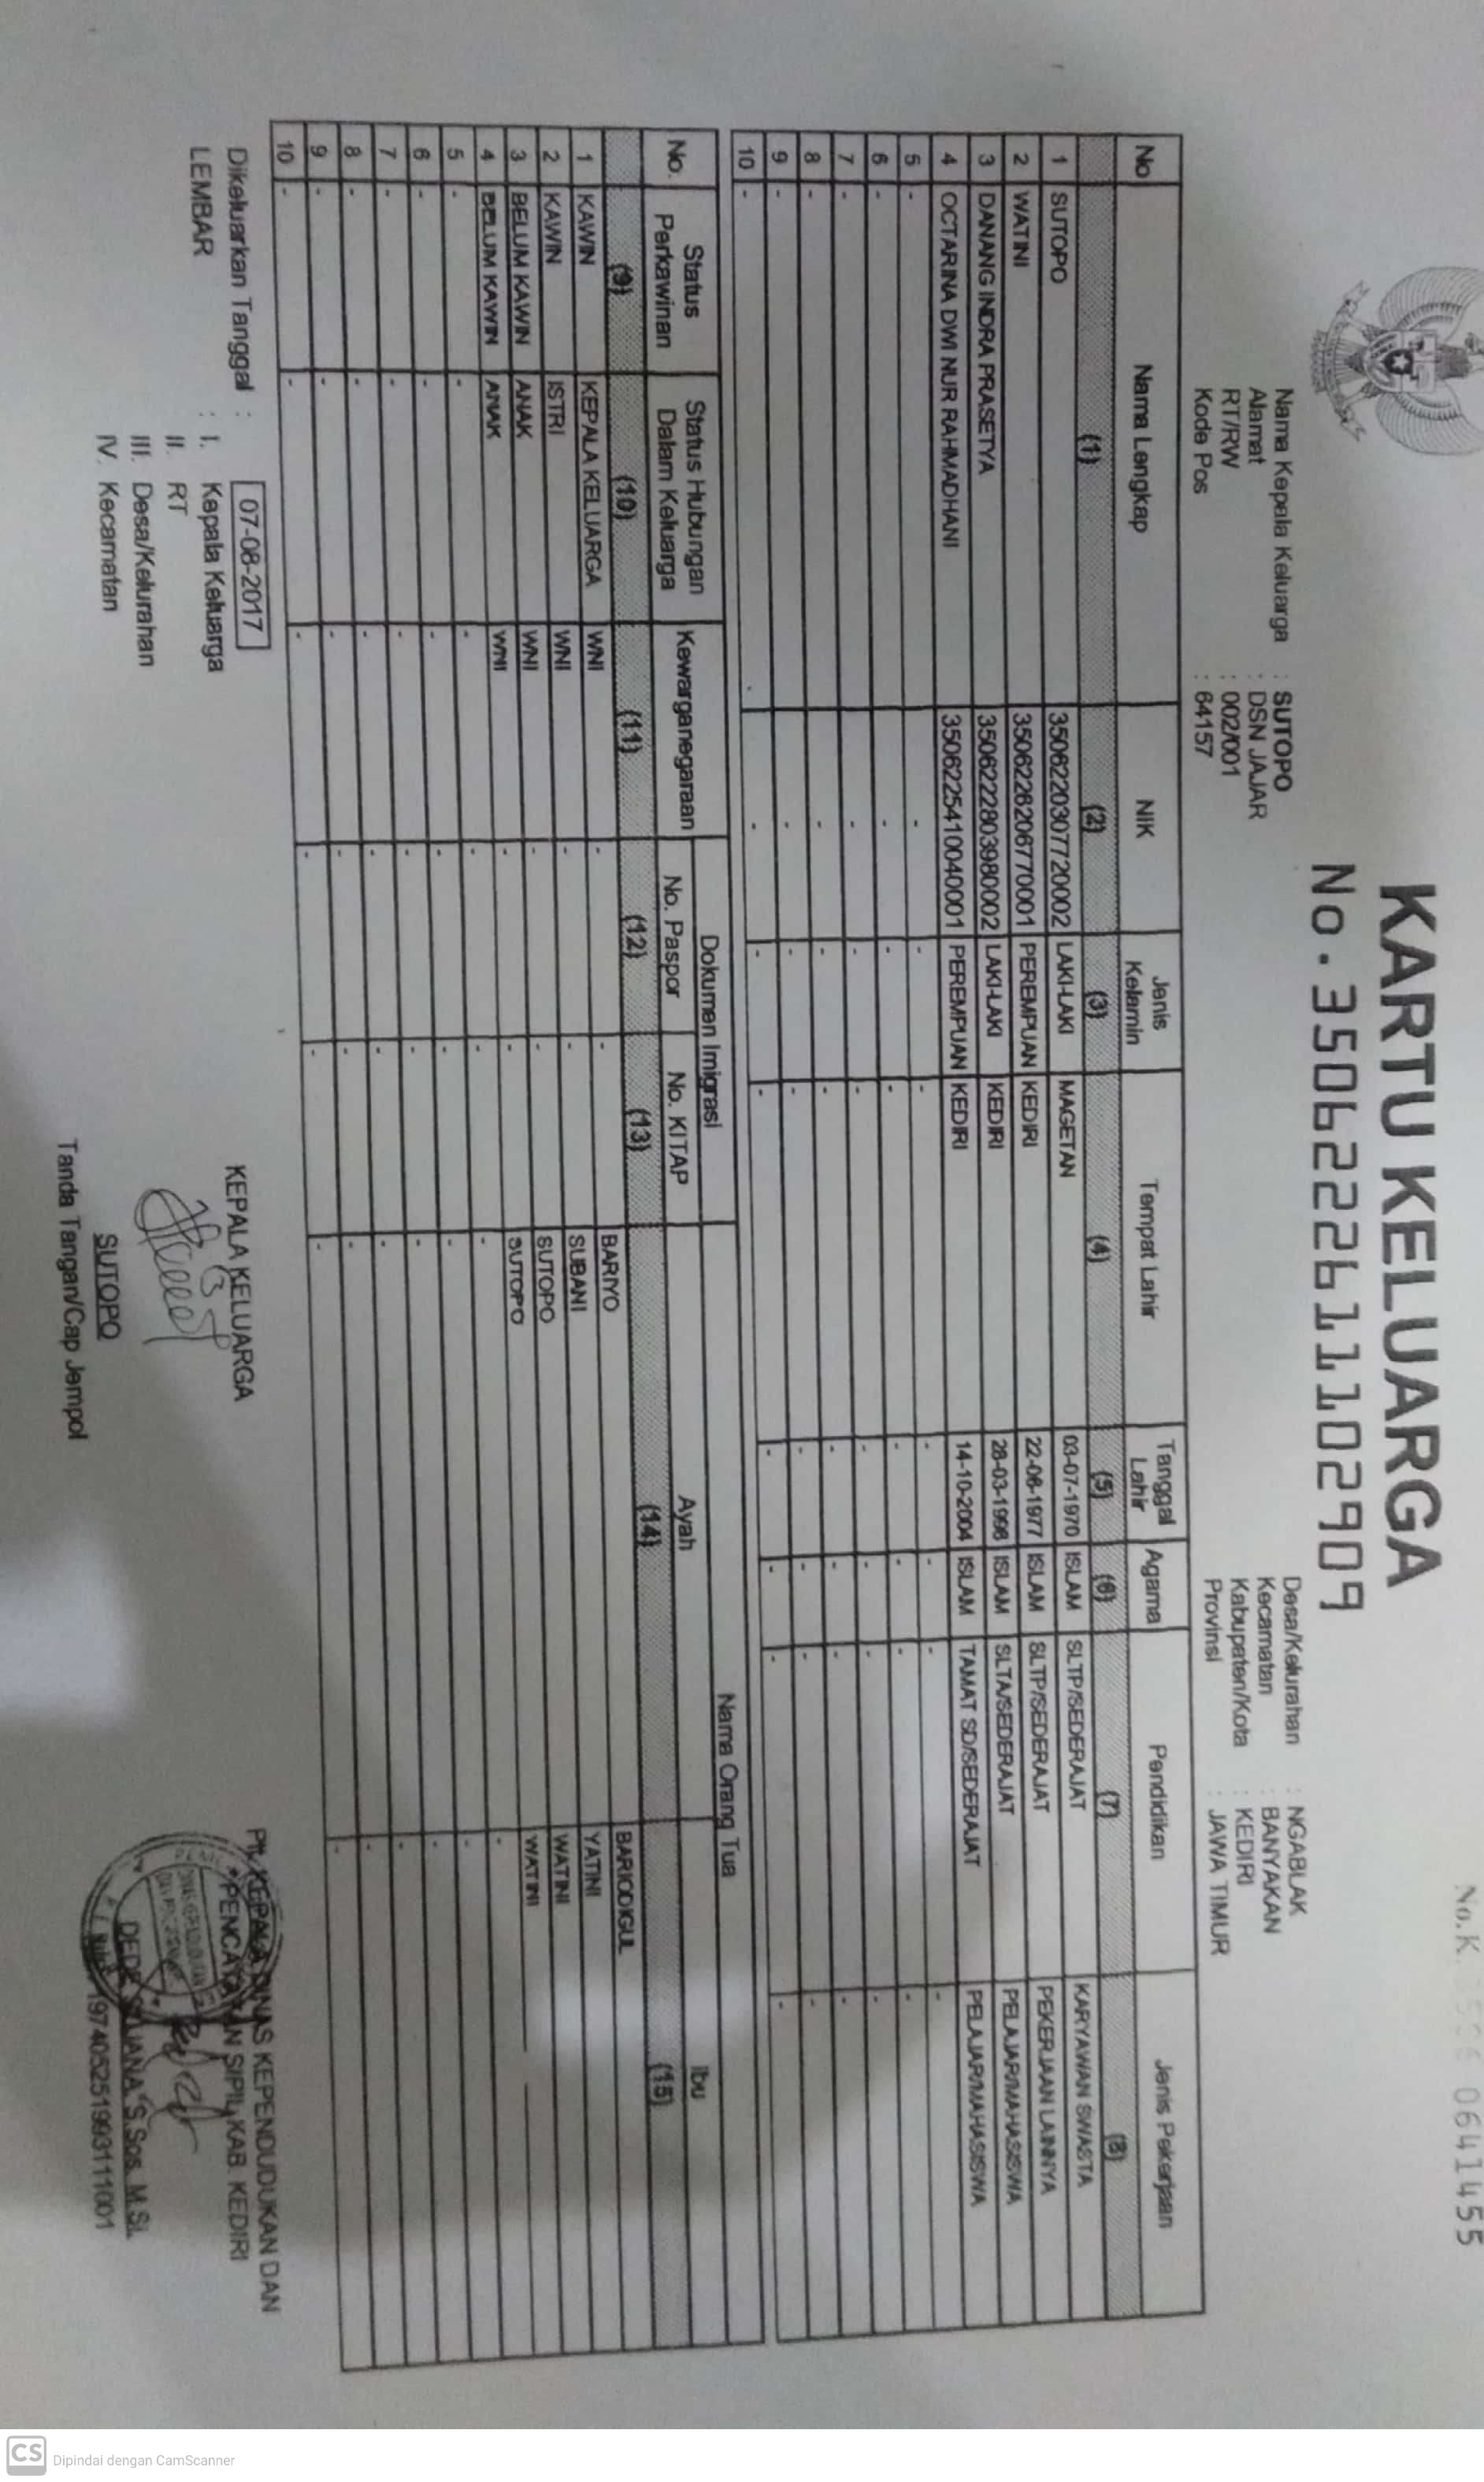 No.K 3506 0641455
KARTU KELUARGA
No. 3506222611102909
Nama Kepala Keluarga : SUTOPO
Alamat : DSN JAJAR
RT/RW : 002/001
Kode Pos : 64157
Desa/Kelurahan : NGABLAK
Kecamatan : BANYAKAN
Kabupaten/Kota : KEDIRI
Provinsi : JAWA TIMUR
No Nama Lengkap NIK Jenis Kelamin Tempat Lahir Tanggal Lahir Agama Pendidikan Jenis Pekerjaan
(1) (2) (3) (4) (5) (6) (7) (8)
1 SUTOPO 3506220307720002 LAKI-LAKI MAGETAN 03-07-1970 ISLAM SLTP/SEDERAJAT KARYAWAN SWASTA
2 WATINI 3506226206770001 PEREMPUAN KEDIRI 22-06-1977 ISLAM SLTP/SEDERAJAT PEKERJAAN LAINNYA
3 DANANG INDRA PRASETYA 3506222803980002 LAKI-LAKI KEDIRI 28-03-1998 ISLAM SLTA/SEDERAJAT PELAJAR/MAHASISWA
4 OCTARINA DWI NUR RAHMADHANI 3506225410040001 PEREMPUAN KEDIRI 14-10-2004 ISLAM TAMAT SD/SEDERAJAT PELAJAR/MAHASISWA
5 - - - - - - - -
6 - - - - - - - -
7 - - - - - - - -
8 - - - - - - - -
9 - - - - - - - -
10 - - - - - - - -
No. Status Perkawinan Status Hubungan Dalam Keluarga Kewarganegaraan Dokumen Imigrasi Nama Orang Tua
No. Paspor No. KITAP Ayah Ibu
(9) (10) (11) (12) (13) (14) (15)
1 KAWIN KEPALA KELUARGA WNI - - BARIYO BARIODIGUL
2 KAWIN ISTRI WNI - - SUBANI YATINI
3 BELUM KAWIN ANAK WNI - - SUTOPO WATINI
4 BELUM KAWIN ANAK WNI - - SUTOPO WATINI
5 - - - - - - -
6 - - - - - - -
7 - - - - - - -
8 - - - - - - -
9 - - - - - - -
10 - - - - - - -
Dikeluarkan Tanggal : 07-08-2017
LEMBAR : I. Kepala Keluarga
II. RT
III. Desa/Kelurahan
IV. Kecamatan
KEPALA KELUARGA
SUTOPO
Tanda Tangan/Cap Jempol
Plt. KEPALA DINAS KEPENDUDUKAN DAN
PENCATATAN SIPIL KAB. KEDIRI
DEDE SUJANA, S.Sos. M.Si.
197405251993111001
CS Dipindai dengan CamScanner